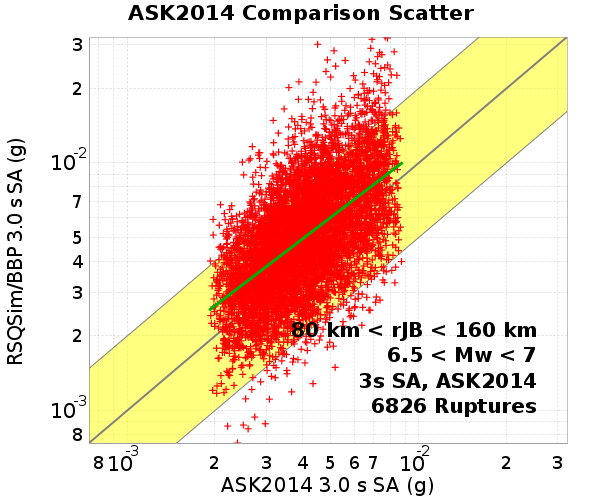 ASK2014 Comparison Scatter
RSQSim/BBP 3.0 s SA (g)
3
2
10-2
7
5
4
3
2
10-3
8
80 km < rJB < 160 km
6.5 < Mw < 7
3s SA, ASK2014
6826 Ruptures
8 10-3 2 3 4 5 6 7 10-2 2 3
ASK2014 3.0 s SA (g)